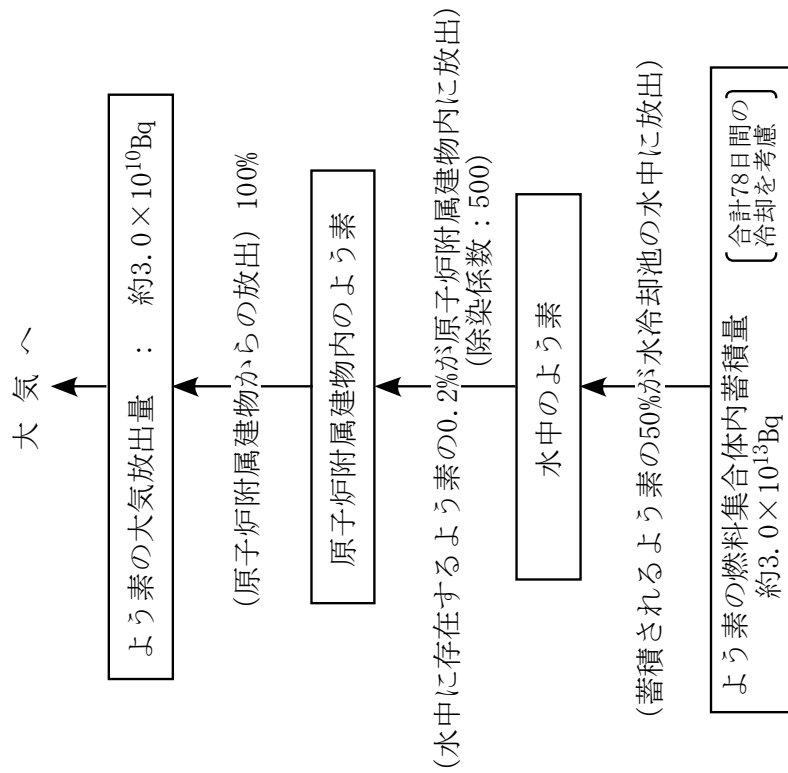 大気へ
よう素の大気放出量 : 約3.0×10¹⁰Bq
(原子炉附属建物からの放出) 100%
原子炉附属建物内のよう素
(水中に存在するよう素の0.2%が原子炉附属建物内に放出)
(除染係数:500)
水中のよう素
(蓄積されるよう素の50%が水冷却池の水中に放出)
よう素の燃料集合体内蓄積量
約3.0×10¹³Bq
合計78日間の
冷却を考慮